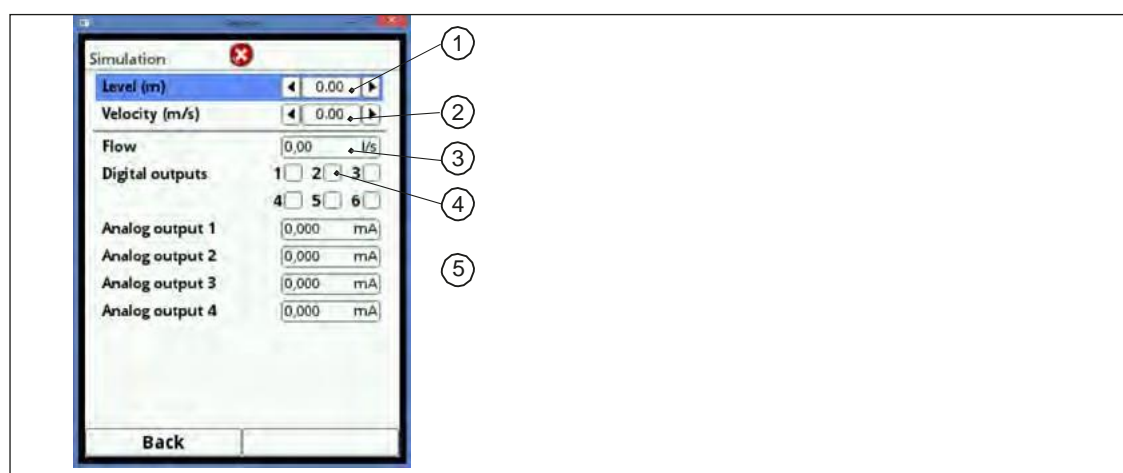 Simulation
Level (m) 0.00
Velocity (m/s) 0.00
Flow 0,00 l/s
Digital outputs 1 2 3
4 5 6
Analog output 1 0,000 mA
Analog output 2 0,000 mA
Analog output 3 0,000 mA
Analog output 4 0,000 mA
Back
1
2
3
4
5